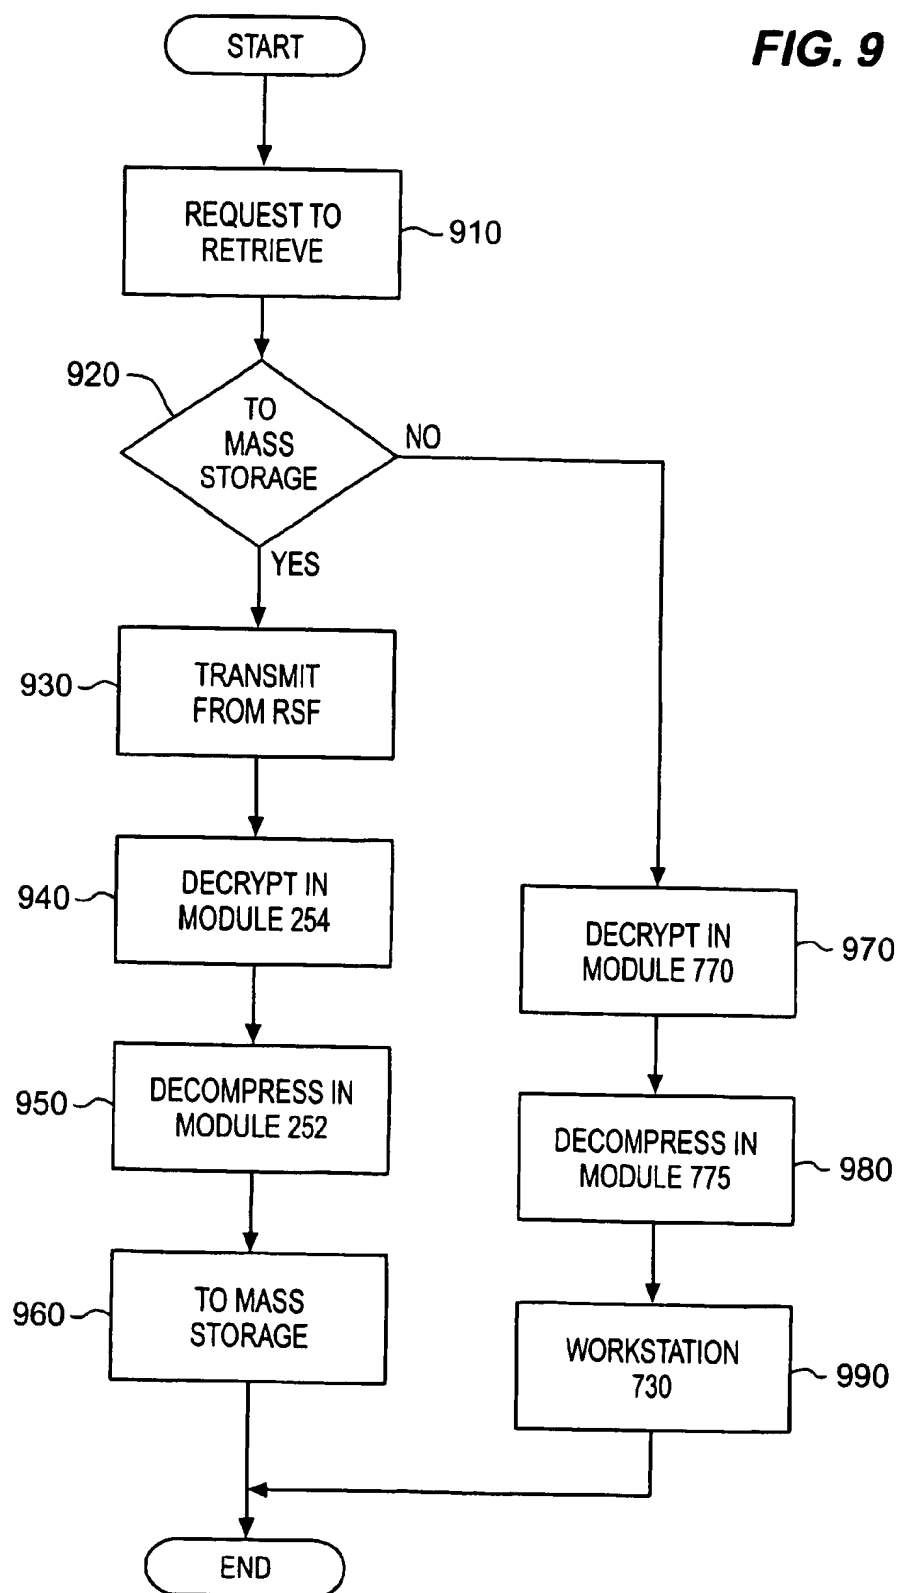 FIG. 9
START
REQUEST TO
RETRIEVE
910
920
TO
MASS
STORAGE
NO
YES
930
TRANSMIT
FROM RSF
940
DECRYPT IN
MODULE 254
DECRYPT IN
MODULE 770
970
950
DECOMPRESS IN
MODULE 252
DECOMPRESS IN
MODULE 775
980
960
TO MASS
STORAGE
WORKSTATION
730
990
END